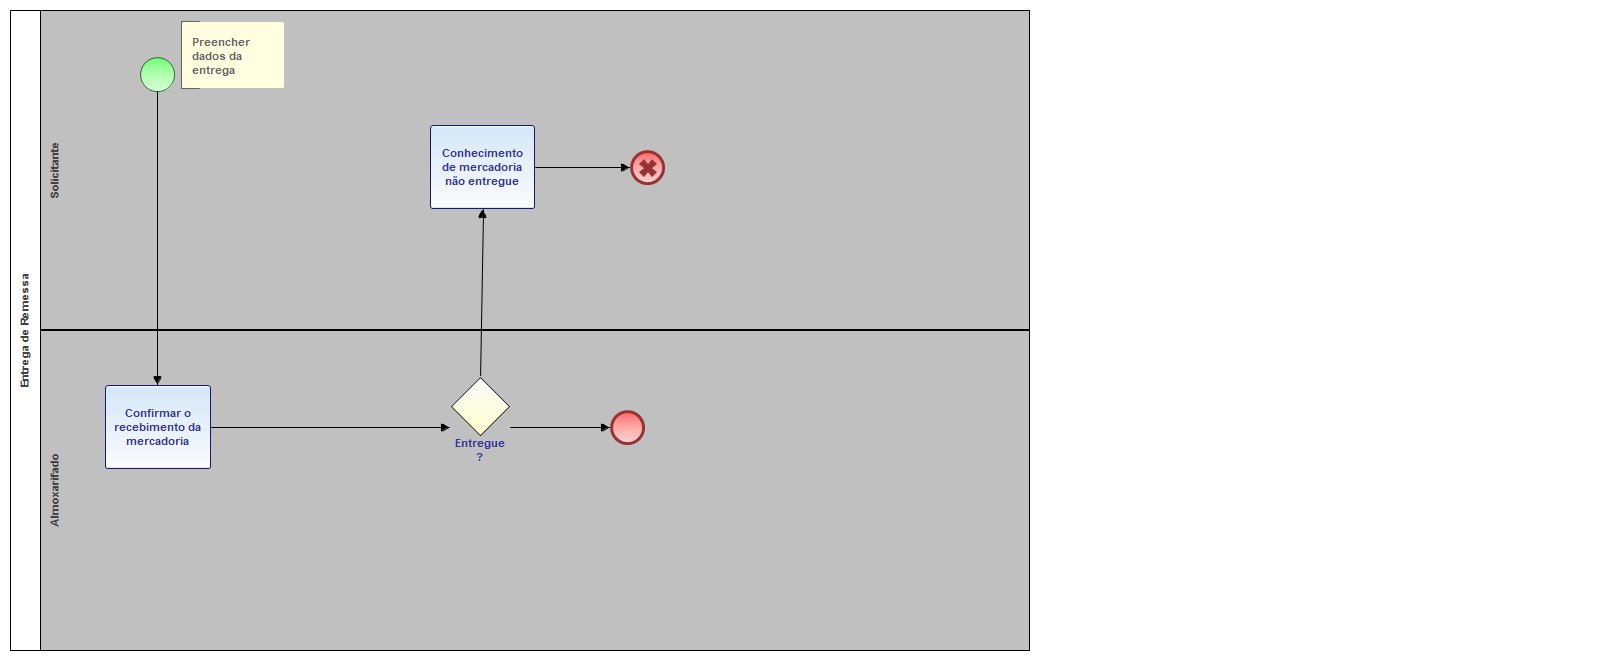 Entrega de Remessa
Solicitante
Preencher
dados da
entrega
Conhecimento
de mercadoria
não entregue
Almoxarifado
Confirmar o
recebimento da
mercadoria
Entregue
?